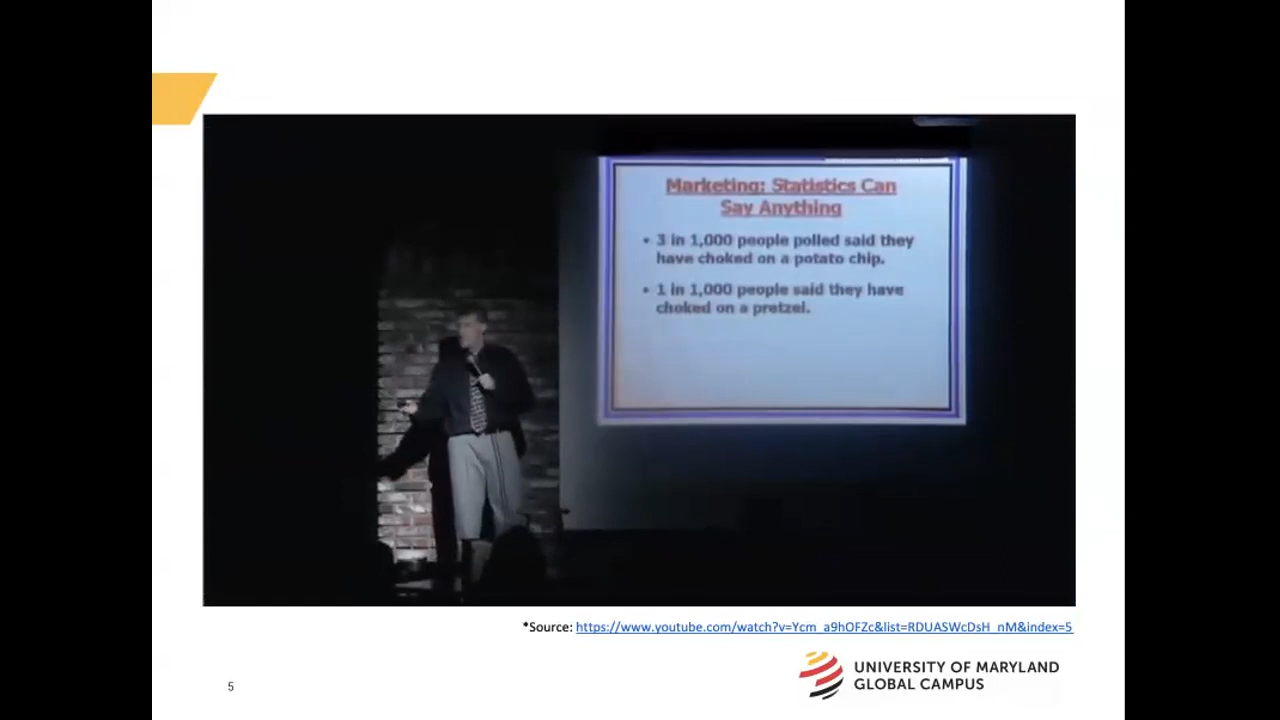 Marketing: Statistics Can
Say Anything
• 3 in 1,000 people polled said they
have choked on a potato chip.
• 1 in 1,000 people said they have
choked on a pretzel.
*Source: https://www.youtube.com/watch?v=Ycm_a9hOFZc&list=RDUASWcDsH_nM&index=5
5
UNIVERSITY OF MARYLAND
GLOBAL CAMPUS